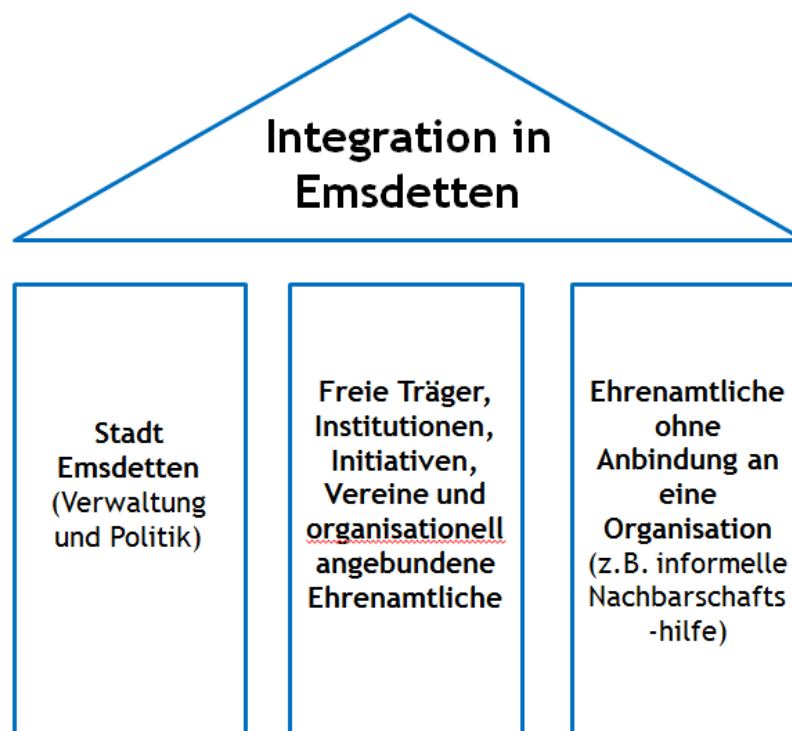 Integration in
Emsdetten
Stadt
Emsdetten
(Verwaltung
und Politik)
Freie Träger,
Institutionen,
Initiativen,
Vereine und
organisationell
angebundene
Ehrenamtliche
Ehrenamtliche
ohne
Anbindung an
eine
Organisation
(z.B. informelle
Nachbarschafts
-hilfe)